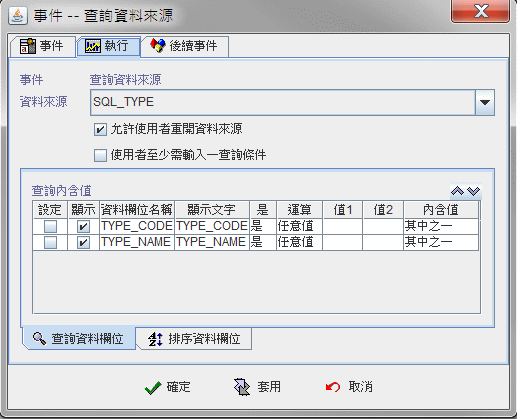 事件 -- 查詢資料來源
事件 執行 後續事件
事件 查詢資料來源
資料來源 SQL_TYPE
允許使用者重開資料來源
使用者至少需輸入一查詢條件
查詢內含值
設定 顯示 資料欄位名稱 顯示文字 是 運算 值1 值2 內含值
TYPE_CODE TYPE_CODE 是 任意值 其中之一
TYPE_NAME TYPE_NAME 是 任意值 其中之一
查詢資料欄位 排序資料欄位
確定 套用 取消